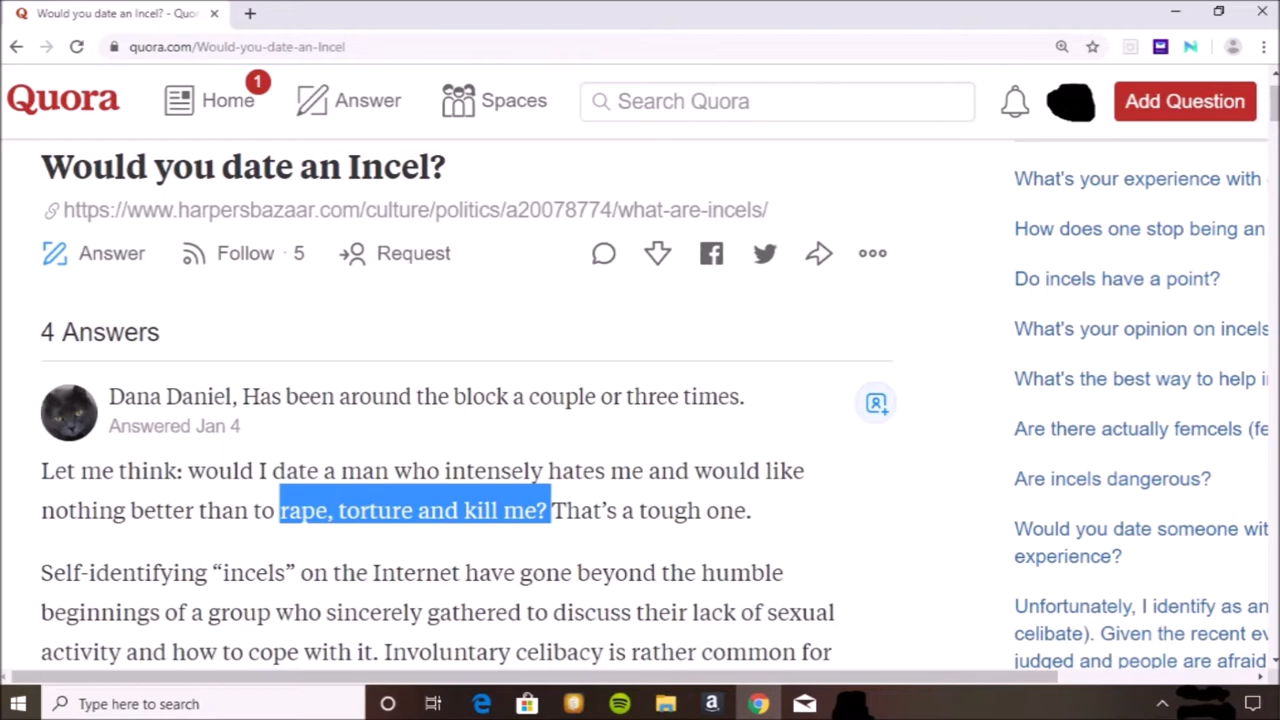 Would you date an Incel? - Quo
quora.com/Would-you-date-an-Incel
Quora
Home
1
Answer
Spaces
Search Quora
Add Question
Would you date an Incel?
https://www.harpersbazaar.com/culture/politics/a20078774/what-are-incels/
Answer
Follow · 5
Request
4 Answers
Dana Daniel, Has been around the block a couple or three times.
Answered Jan 4
Let me think: would I date a man who intensely hates me and would like
nothing better than to rape, torture and kill me? That’s a tough one.
Self-identifying “incels” on the Internet have gone beyond the humble
beginnings of a group who sincerely gathered to discuss their lack of sexual
activity and how to cope with it. Involuntary celibacy is rather common for
What's your experience with
How does one stop being an
Do incels have a point?
What's your opinion on incels
What's the best way to help i
Are there actually femcels (fe
Are incels dangerous?
Would you date someone wit
experience?
Unfortunately, I identify as an
celibate). Given the recent ev
judged and people are afraid
Type here to search